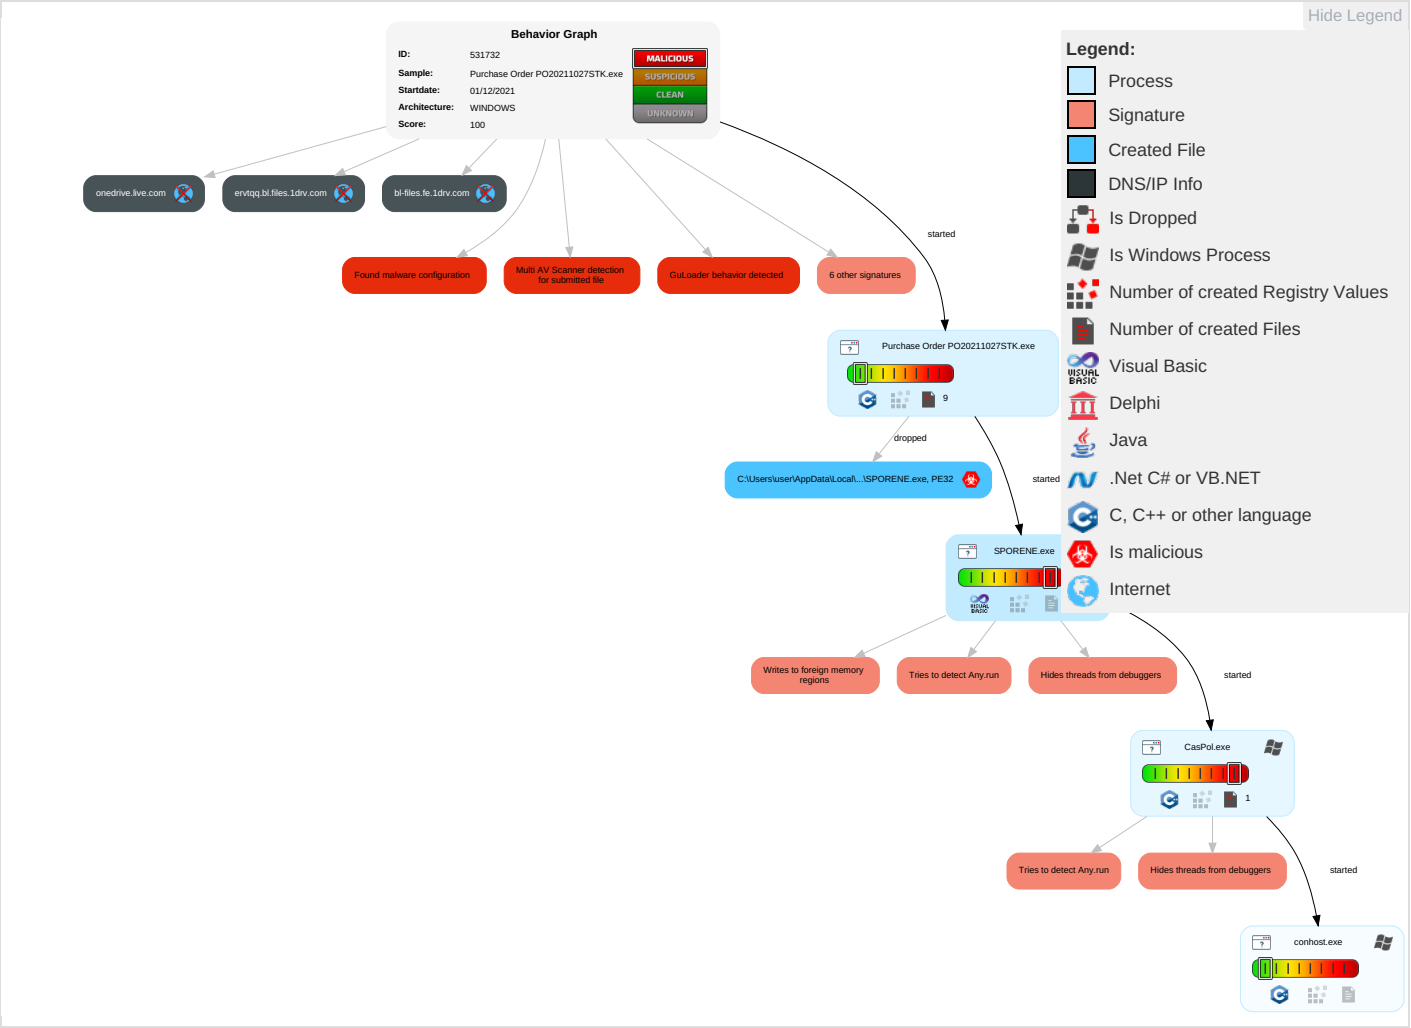 Hide Legend
Behavior Graph
ID: 531732
Sample: Purchase Order PO20211027STK.exe
Startdate: 01/12/2021
Architecture: WINDOWS
Score: 100
MALICIOUS
SUSPICIOUS
CLEAN
UNKNOWN
Legend:
Process
Signature
Created File
DNS/IP Info
Is Dropped
Is Windows Process
Number of created Registry Values
Number of created Files
Visual Basic
Delphi
Java
.Net C# or VB.NET
C, C++ or other language
Is malicious
Internet
VISUAL
BASIC
onedrive.live.com
ervtqq.bl.files.1drv.com
bl-files.fe.1drv.com
started
Found malware configuration
Multi AV Scanner detection
for submitted file
GuLoader behavior detected
6 other signatures
Purchase Order PO20211027STK.exe
9
dropped
started
C:\Users\user\AppData\Local\...\SPORENE.exe, PE32
SPORENE.exe
VISUAL
BASIC
Writes to foreign memory
regions
Tries to detect Any.run
Hides threads from debuggers
started
CasPol.exe
1
Tries to detect Any.run
Hides threads from debuggers
started
conhost.exe